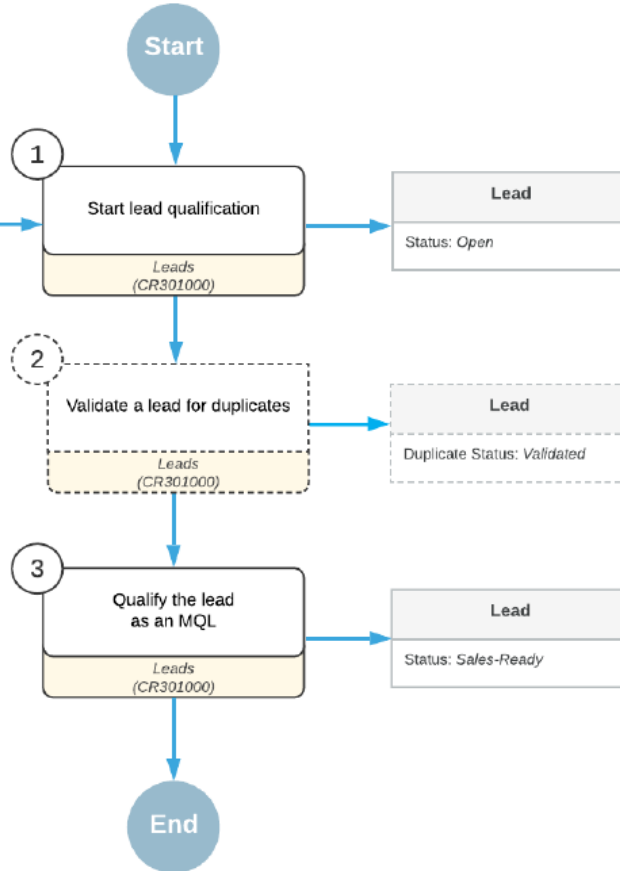 Start
1
Start lead qualification
Leads
(CR301000)
Lead
Status: Open
2
Validate a lead for duplicates
Leads
(CR301000)
Lead
Duplicate Status: Validated
3
Qualify the lead
as an MQL
Leads
(CR301000)
Lead
Status: Sales-Ready
End